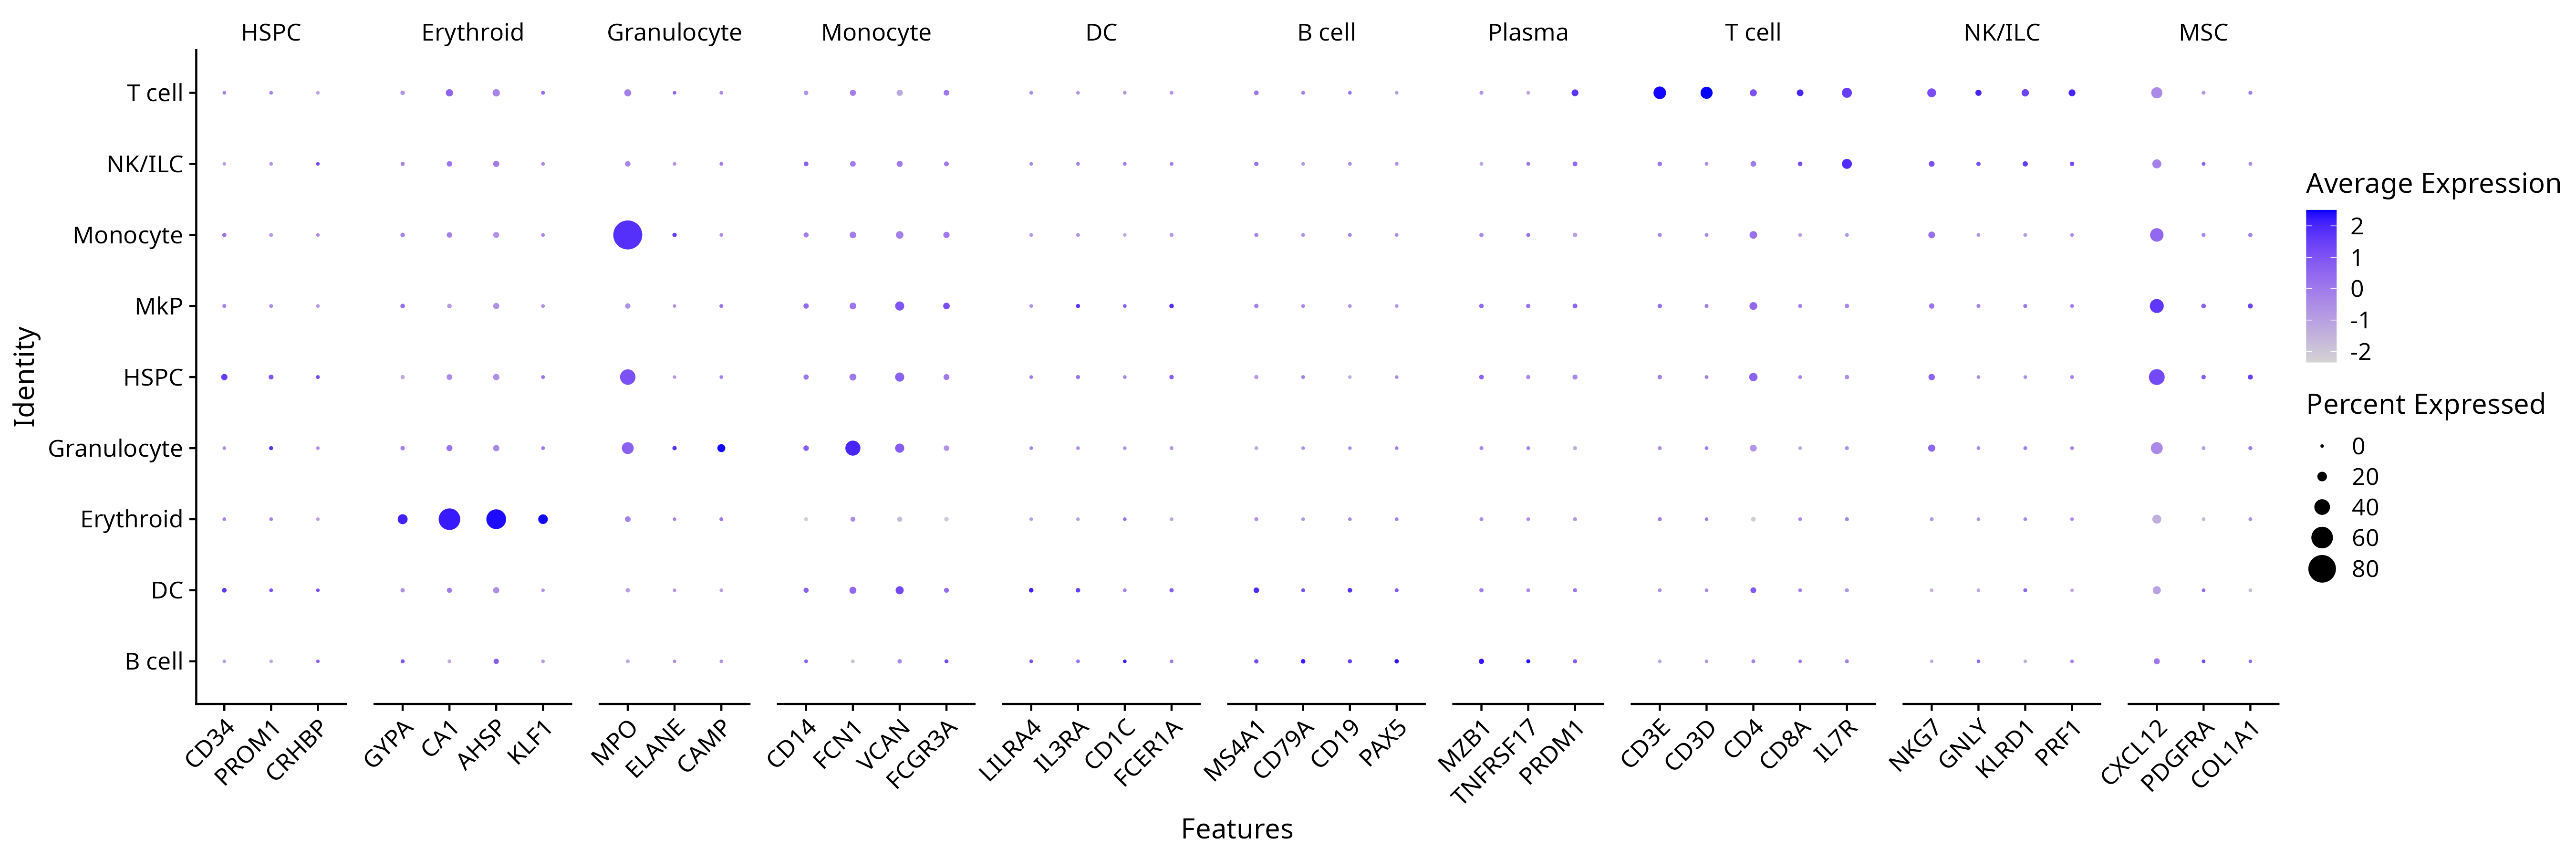 HSPC Erythroid Granulocyte Monocyte DC B cell Plasma T cell NK/ILC MSC
T cell
NK/ILC
Monocyte
MkP
HSPC
Granulocyte
Erythroid
DC
B cell
Identity
CD34 PROM1 CRHBP GYPA CA1 AHSP KLF1 MPO ELANE CAMP CD14 FCN1 VCAN FCGR3A LILRA4 IL3RA CD1C FCER1A MS4A1 CD79A CD19 PAX5 MZB1 TNFRSF17 PRDM1 CD3E CD3D CD4 CD8A IL7R NKG7 GNLY KLRD1 PRF1 CXCL12 PDGFRA COL1A1
Features
Average Expression
2
1
0
-1
-2
Percent Expressed
0
20
40
60
80